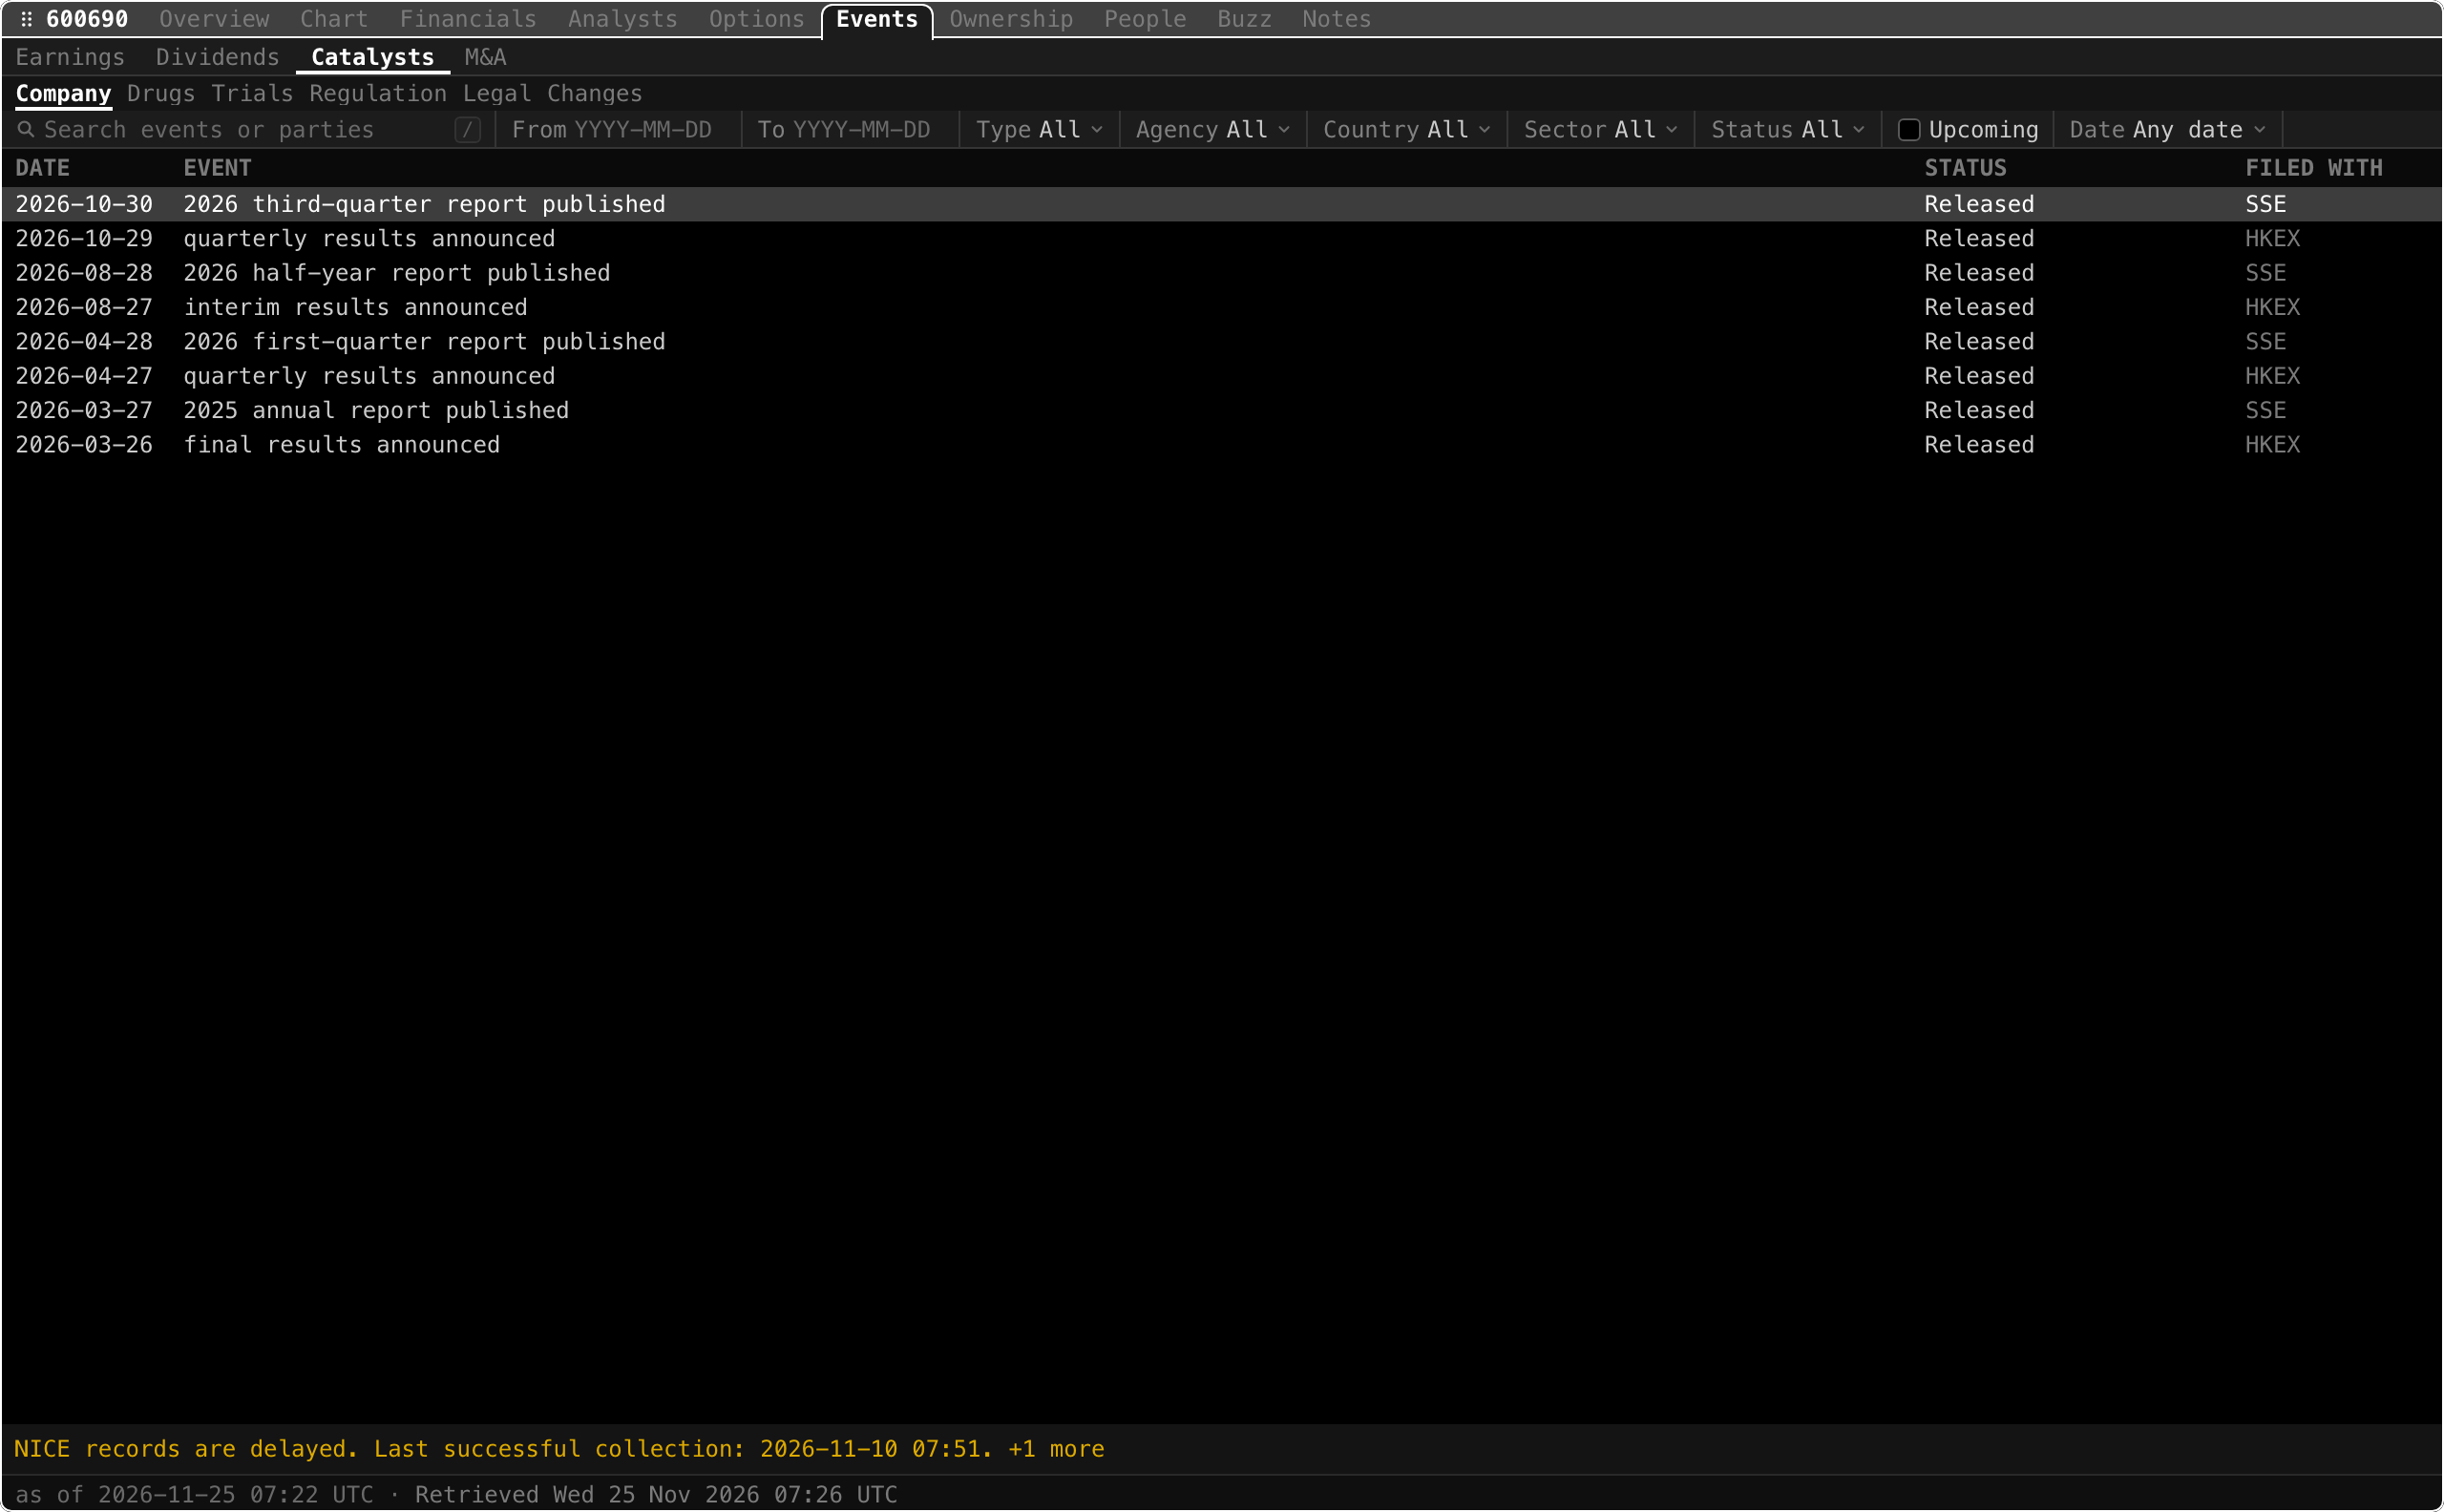 600690 Overview Chart Financials Analysts Options Events Ownership People Buzz Notes
Earnings Dividends Catalysts M&A
Company Drugs Trials Regulation Legal Changes
Search events or parties / From YYYY-MM-DD To YYYY-MM-DD Type All Agency All Country All Sector All Status All Upcoming Date Any date
DATE EVENT STATUS FILED WITH
2026-10-30 2026 third-quarter report published Released SSE
2026-10-29 quarterly results announced Released HKEX
2026-08-28 2026 half-year report published Released SSE
2026-08-27 interim results announced Released HKEX
2026-04-28 2026 first-quarter report published Released SSE
2026-04-27 quarterly results announced Released HKEX
2026-03-27 2025 annual report published Released SSE
2026-03-26 final results announced Released HKEX
NICE records are delayed. Last successful collection: 2026-11-10 07:51. +1 more
as of 2026-11-25 07:22 UTC · Retrieved Wed 25 Nov 2026 07:26 UTC